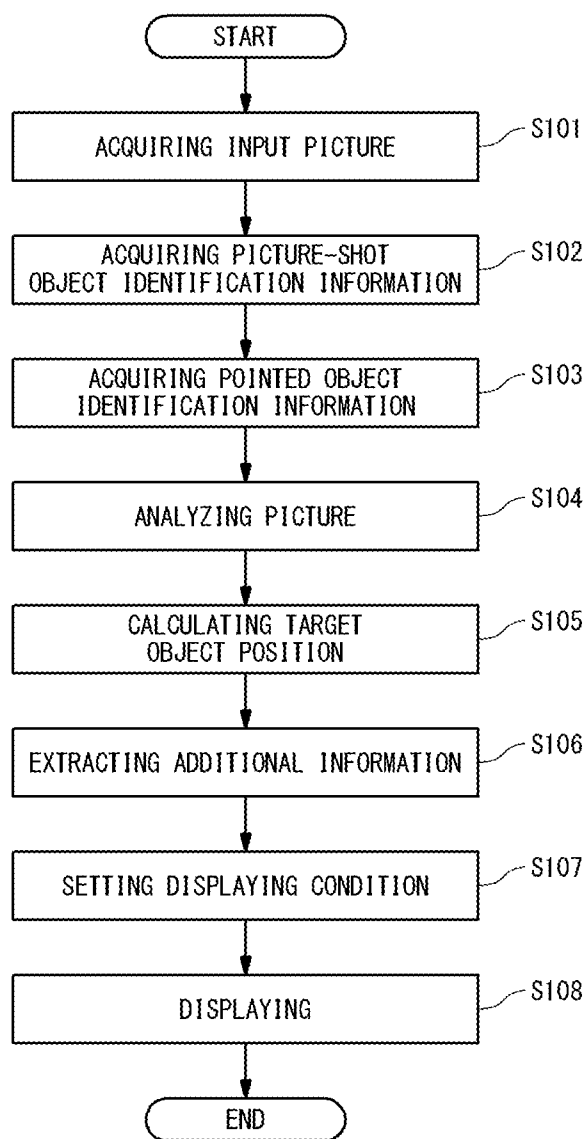 START
ACQUIRING INPUT PICTURE
S101
ACQUIRING PICTURE-SHOT
OBJECT IDENTIFICATION INFORMATION
S102
ACQUIRING POINTED OBJECT
IDENTIFICATION INFORMATION
S103
ANALYZING PICTURE
S104
CALCULATING TARGET
OBJECT POSITION
S105
EXTRACTING ADDITIONAL INFORMATION
S106
SETTING DISPLAYING CONDITION
S107
DISPLAYING
S108
END